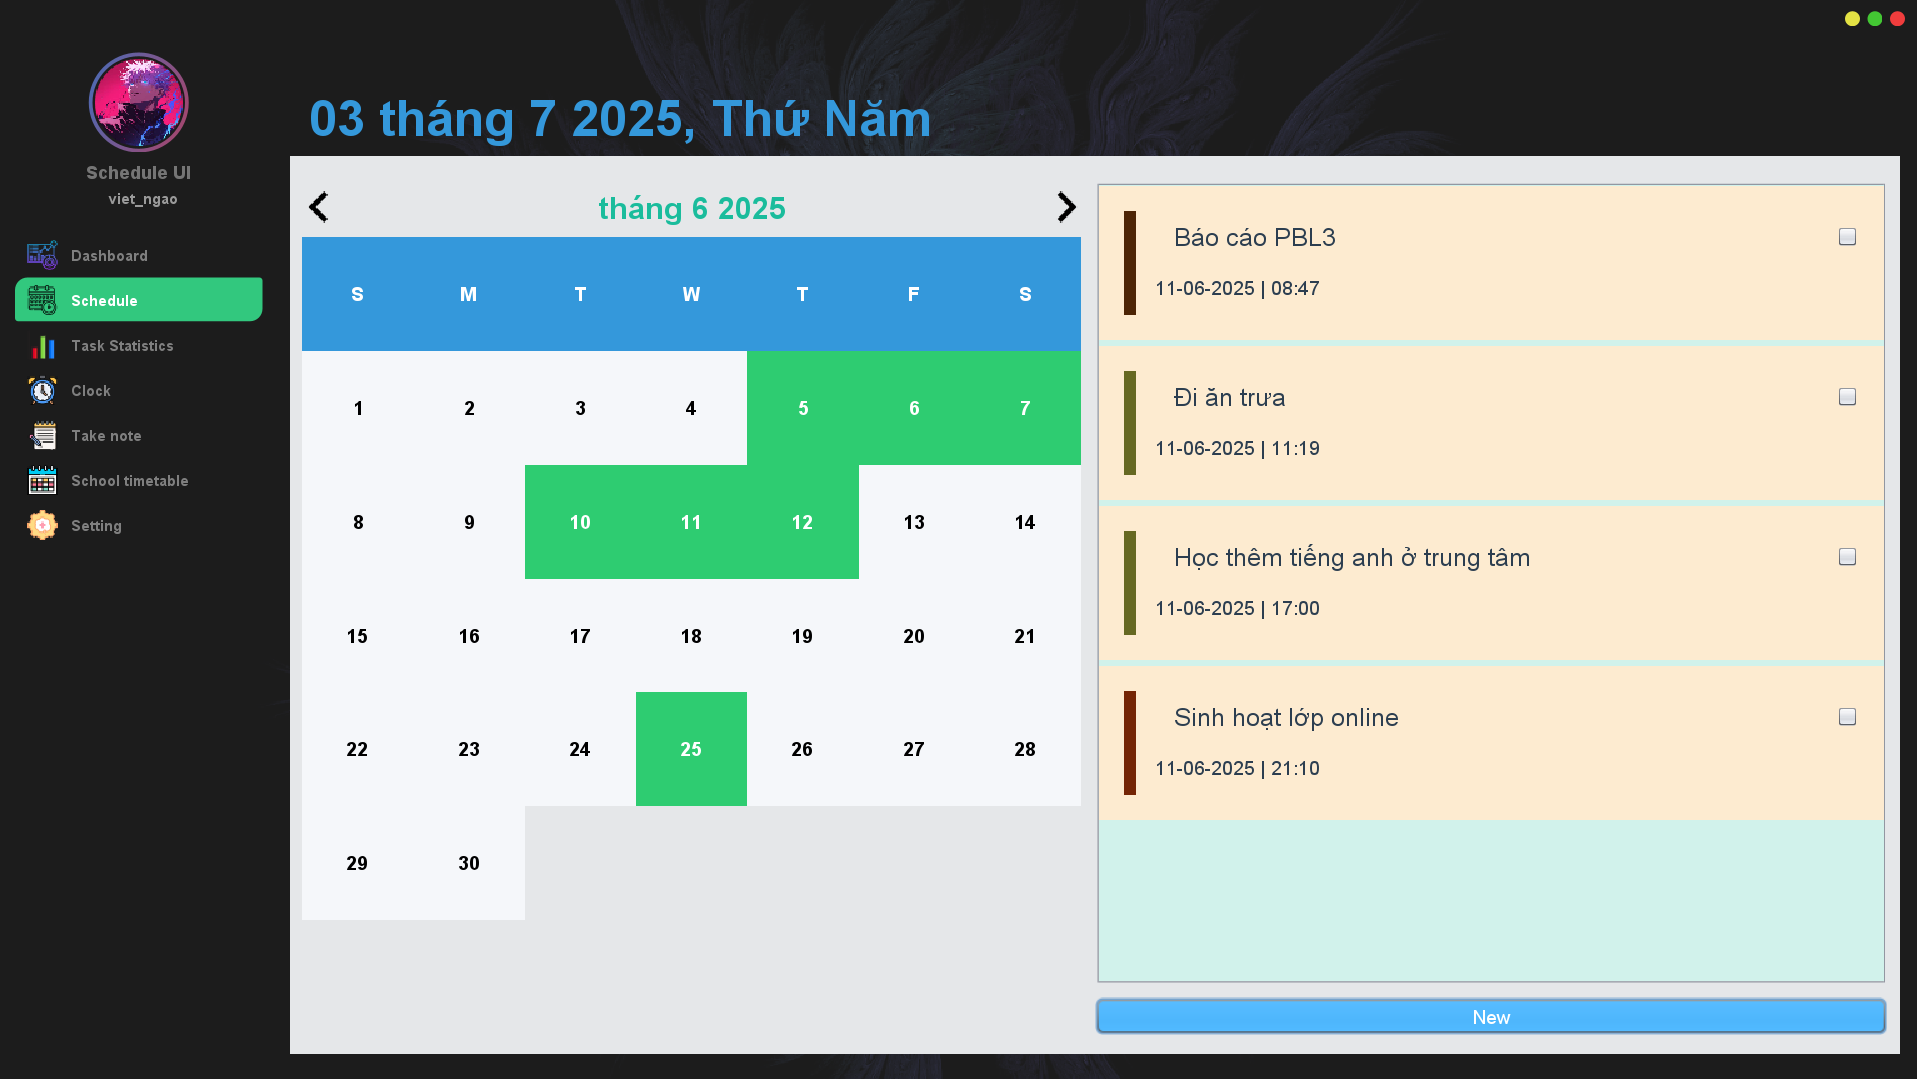 Schedule UI
viet_ngao
Dashboard
Schedule
Task Statistics
Clock
Take note
School timetable
Setting
03 tháng 7 2025, Thứ Năm
tháng 6 2025
S M T W T F S
1 2 3 4 5 6 7
8 9 10 11 12 13 14
15 16 17 18 19 20 21
22 23 24 25 26 27 28
29 30
Báo cáo PBL3
11-06-2025 | 08:47
Đi ăn trưa
11-06-2025 | 11:19
Học thêm tiếng anh ở trung tâm
11-06-2025 | 17:00
Sinh hoạt lớp online
11-06-2025 | 21:10
New